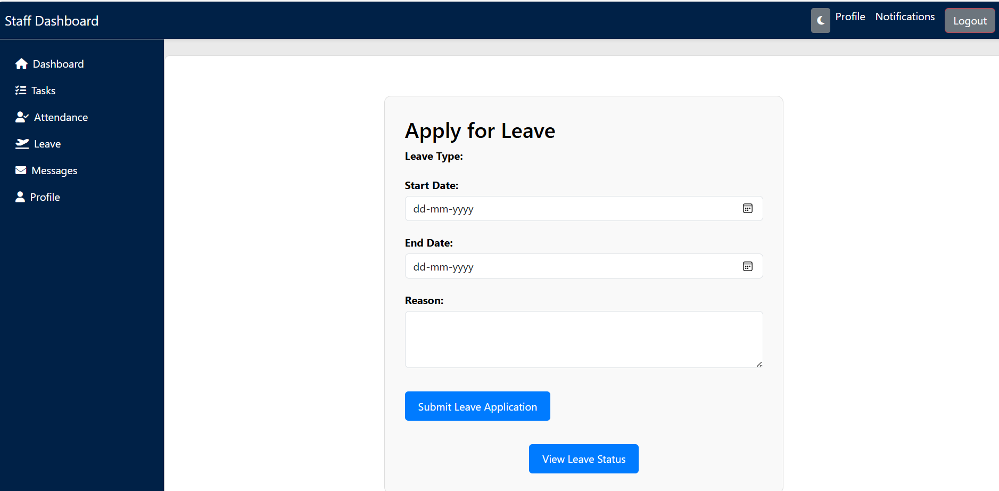 Staff Dashboard
Profile
Notifications
Logout
Dashboard
Tasks
Attendance
Leave
Messages
Profile
Apply for Leave
Leave Type:
Start Date:
dd-mm-yyyy
End Date:
dd-mm-yyyy
Reason:
Submit Leave Application
View Leave Status